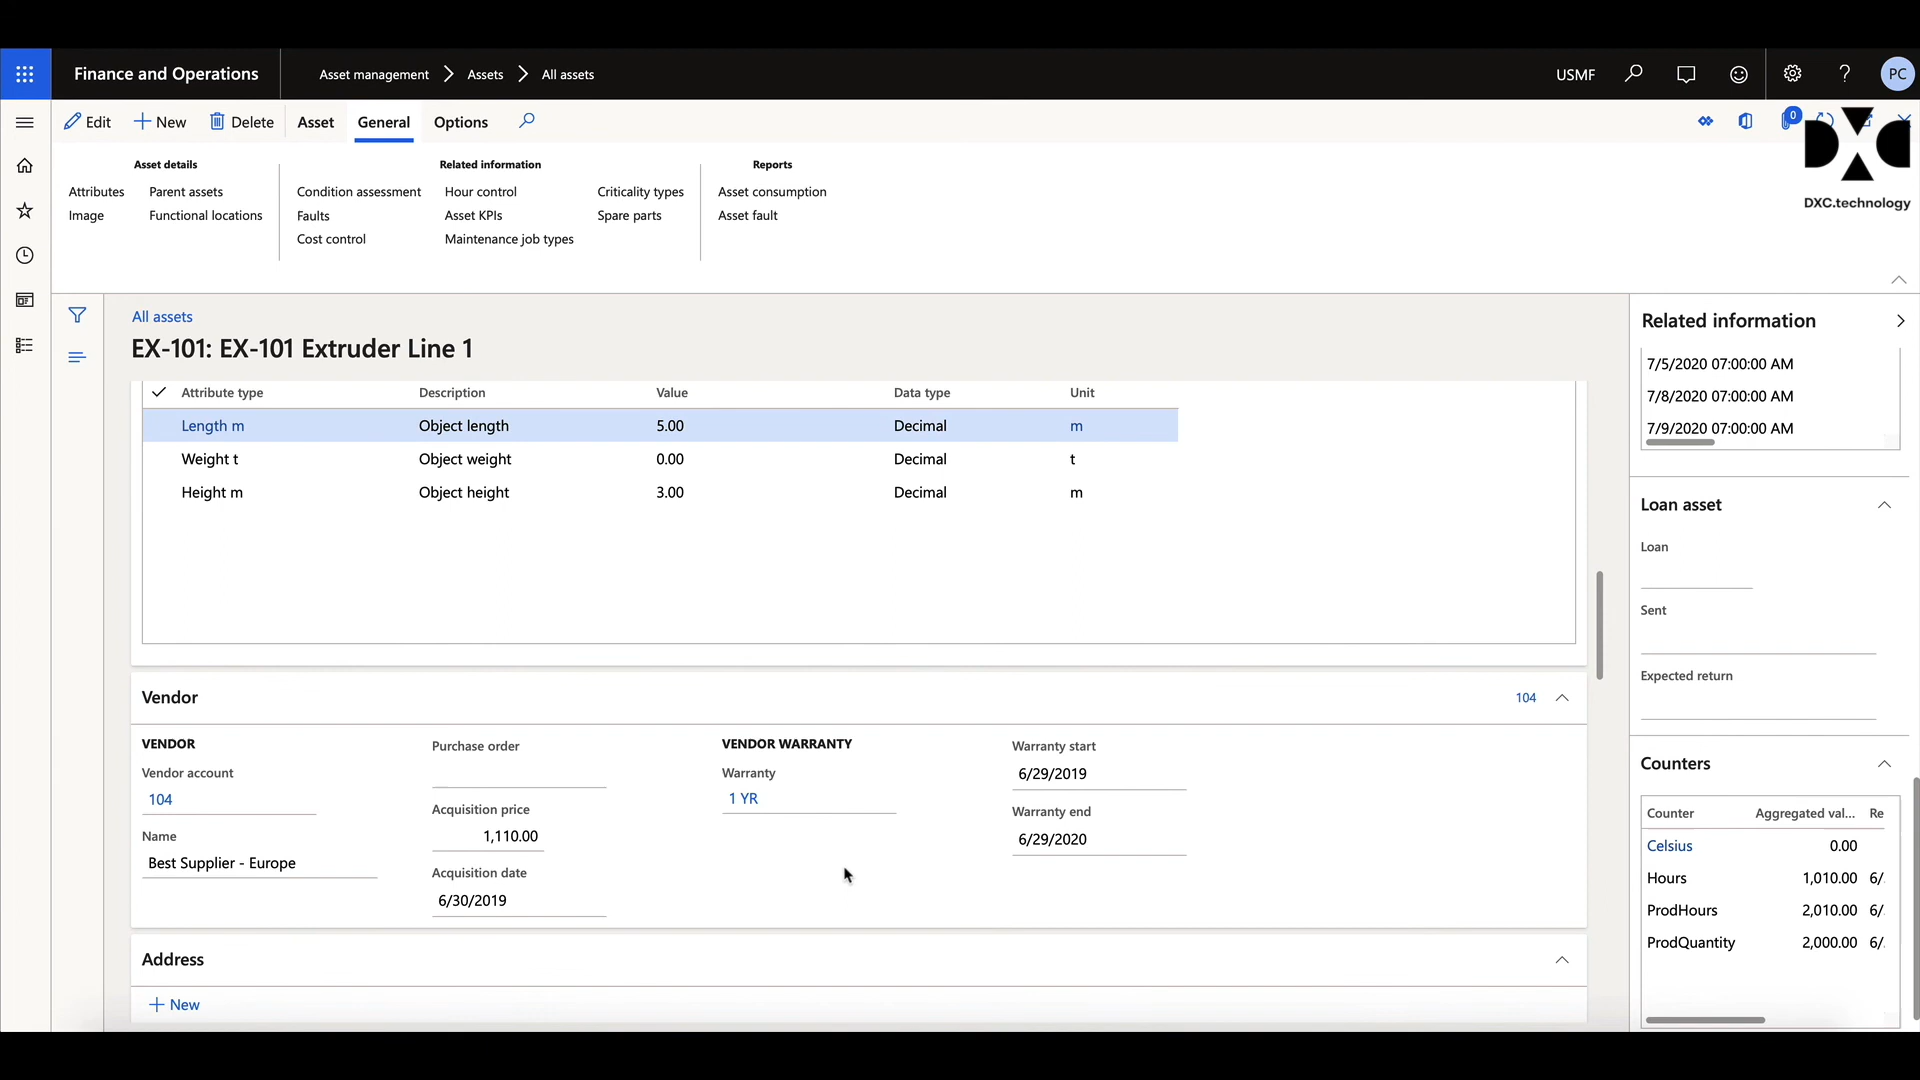 Finance and Operations
Asset management > Assets > All assets
USMF
?
PC
Edit
New
Delete
Asset
General
Options
0
DXC.technology
Asset details
Attributes
Parent assets
Image
Functional locations
Related information
Condition assessment
Hour control
Criticality types
Faults
Asset KPIs
Spare parts
Cost control
Maintenance job types
Reports
Asset consumption
Asset fault
All assets
EX-101: EX-101 Extruder Line 1
Attribute type Description Value Data type Unit
Length m Object length 5.00 Decimal m
Weight t Object weight 0.00 Decimal t
Height m Object height 3.00 Decimal m
Vendor
104
VENDOR
Vendor account
104
Name
Best Supplier - Europe
Purchase order
Acquisition price
1,110.00
Acquisition date
6/30/2019
VENDOR WARRANTY
Warranty
1 YR
Warranty start
6/29/2019
Warranty end
6/29/2020
Address
New
Related information
7/5/2020 07:00:00 AM
7/8/2020 07:00:00 AM
7/9/2020 07:00:00 AM
Loan asset
Loan
Sent
Expected return
Counters
Counter Aggregated val... Re
Celsius 0.00
Hours 1,010.00 6/
ProdHours 2,010.00 6/
ProdQuantity 2,000.00 6/